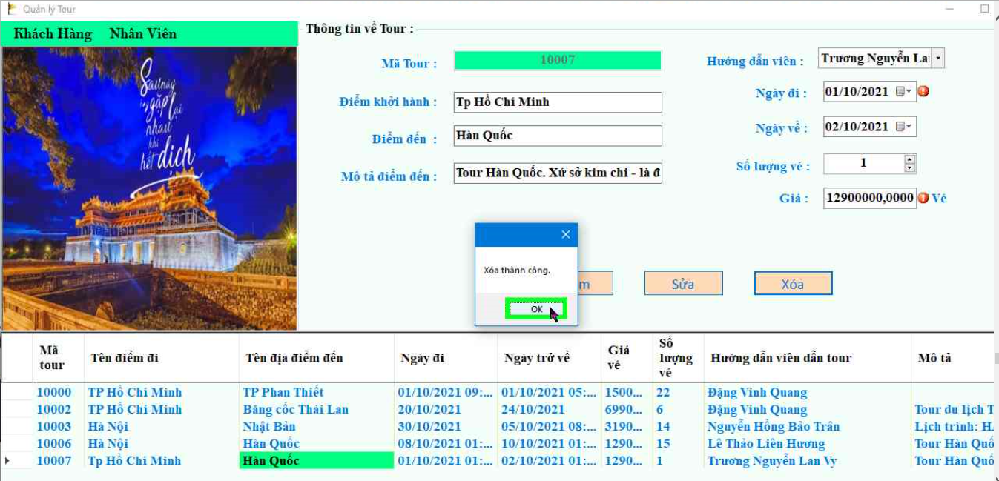 Quản lý Tour
Khách Hàng Nhân Viên
Sau này
gặp lại
nhau
khi
hết dịch
Thông tin về Tour :
Mã Tour : 10007
Điểm khởi hành : Tp Hồ Chí Minh
Điểm đến : Hàn Quốc
Mô tả điểm đến : Tour Hàn Quốc. Xứ sở kim chi - là đ
Hướng dẫn viên : Trương Nguyễn La
Ngày đi : 01/10/2021
Ngày về : 02/10/2021
Số lượng vé : 1
Giá : 12900000,0000 Vé
Xóa thành công.
OK
m Sửa Xóa
Mã tour Tên điểm đi Tên địa điểm đến Ngày đi Ngày trở về Giá vé Số lượng vé Hướng dẫn viên dẫn tour Mô tả
10000 TP Hồ Chí Minh TP Phan Thiết 01/10/2021 09:... 01/10/2021 05:... 1500... 22 Đặng Vinh Quang
10002 TP Hồ Chí Minh Băng cốc Thái Lan 20/10/2021 24/10/2021 6990... 6 Đặng Vinh Quang Tour du lịch T
10003 Hà Nội Nhật Bản 30/10/2021 05/10/2021 08:... 3190... 14 Nguyễn Hồng Bảo Trân Lịch trình: H
10006 Hà Nội Hàn Quốc 08/10/2021 01:... 10/10/2021 01:... 1290... 15 Lê Thảo Liên Hương Tour Hàn Quố
10007 Tp Hồ Chí Minh Hàn Quốc 01/10/2021 01:... 02/10/2021 01:... 1290... 1 Trương Nguyễn Lan Vy Tour Hàn Quố